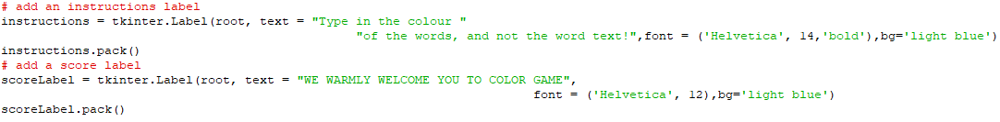 # add an instructions label
instructions = tkinter.Label(root, text = "Type in the colour "
"of the words, and not the word text!",font = ('Helvetica', 14,'bold'),bg='light blue')
instructions.pack()
# add a score label
scoreLabel = tkinter.Label(root, text = "WE WARMLY WELCOME YOU TO COLOR GAME",
font = ('Helvetica', 12),bg='light blue')
scoreLabel.pack()